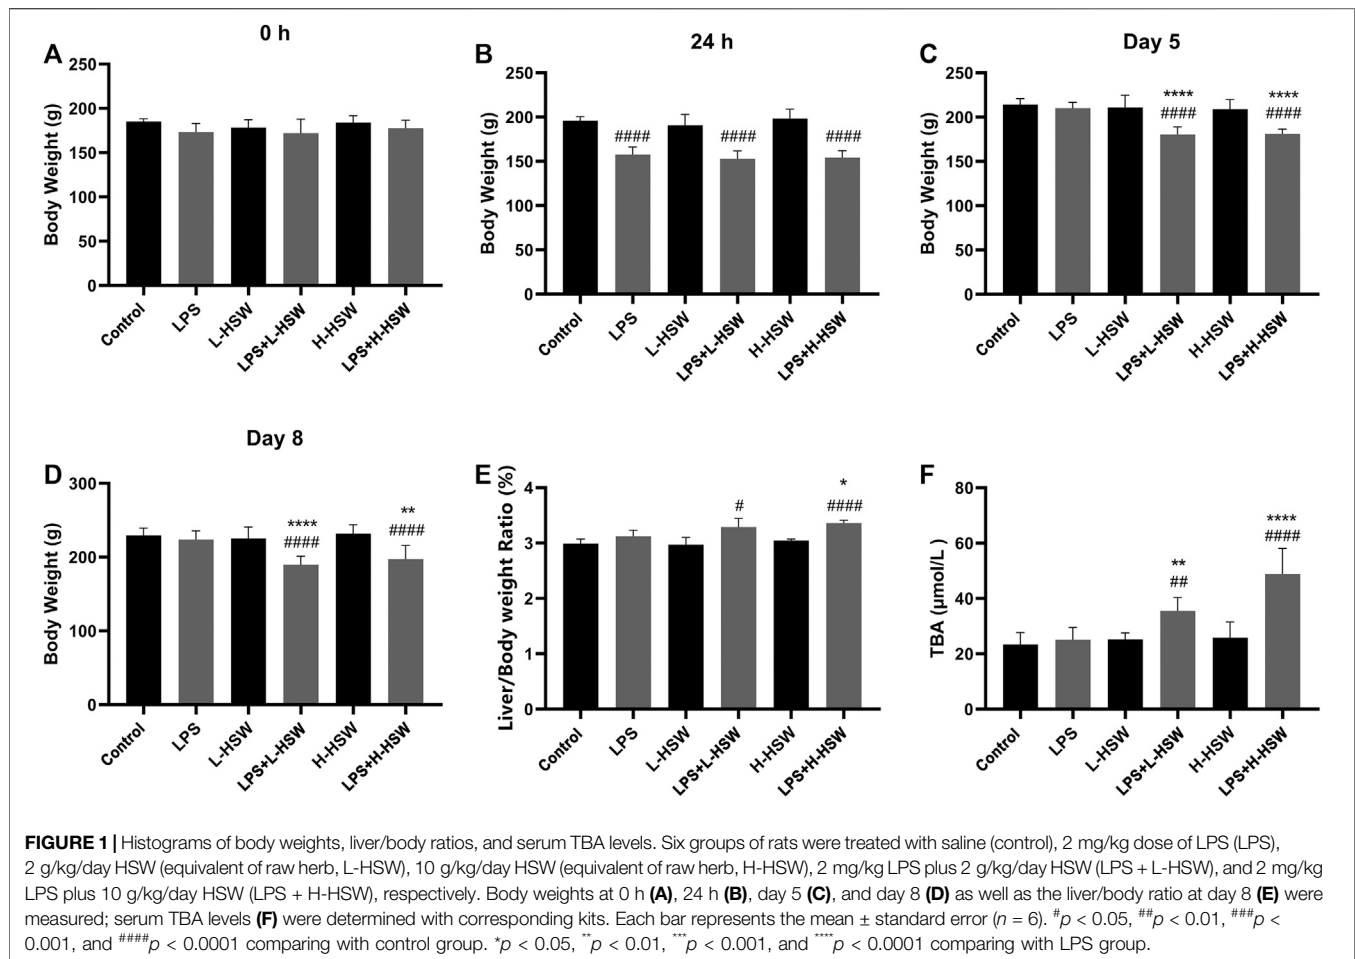 0 h
A
Body Weight (g)
250
200
150
100
50
0
Control
LPS
L-HSW
LPS+L-HSW
H-HSW
LPS+H-HSW
24 h
B
Body Weight (g)
250
200
150
100
50
0
####
####
####
Control
LPS
L-HSW
LPS+L-HSW
H-HSW
LPS+H-HSW
Day 5
C
Body Weight (g)
250
200
150
100
50
0
****
####
****
####
Control
LPS
L-HSW
LPS+L-HSW
H-HSW
LPS+H-HSW
Day 8
D
Body Weight (g)
300
200
100
0
****
####
**
####
Control
LPS
L-HSW
LPS+L-HSW
H-HSW
LPS+H-HSW
E
Liver/Body weight Ratio (%)
4
3
2
1
0
#
*
####
Control
LPS
L-HSW
LPS+L-HSW
H-HSW
LPS+H-HSW
F
TBA (μmol/L )
80
60
40
20
0
**
##
****
####
Control
LPS
L-HSW
LPS+L-HSW
H-HSW
LPS+H-HSW
FIGURE 1 | Histograms of body weights, liver/body ratios, and serum TBA levels. Six groups of rats were treated with saline (control), 2 mg/kg dose of LPS (LPS),
2 g/kg/day HSW (equivalent of raw herb, L-HSW), 10 g/kg/day HSW (equivalent of raw herb, H-HSW), 2 mg/kg LPS plus 2 g/kg/day HSW (LPS + L-HSW), and 2 mg/kg
LPS plus 10 g/kg/day HSW (LPS + H-HSW), respectively. Body weights at 0 h (A), 24 h (B), day 5 (C), and day 8 (D) as well as the liver/body ratio at day 8 (E) were
measured; serum TBA levels (F) were determined with corresponding kits. Each bar represents the mean ± standard error (n = 6). #p < 0.05, ##p < 0.01, ###p <
0.001, and ####p < 0.0001 comparing with control group. *p < 0.05, **p < 0.01, ***p < 0.001, and ****p < 0.0001 comparing with LPS group.